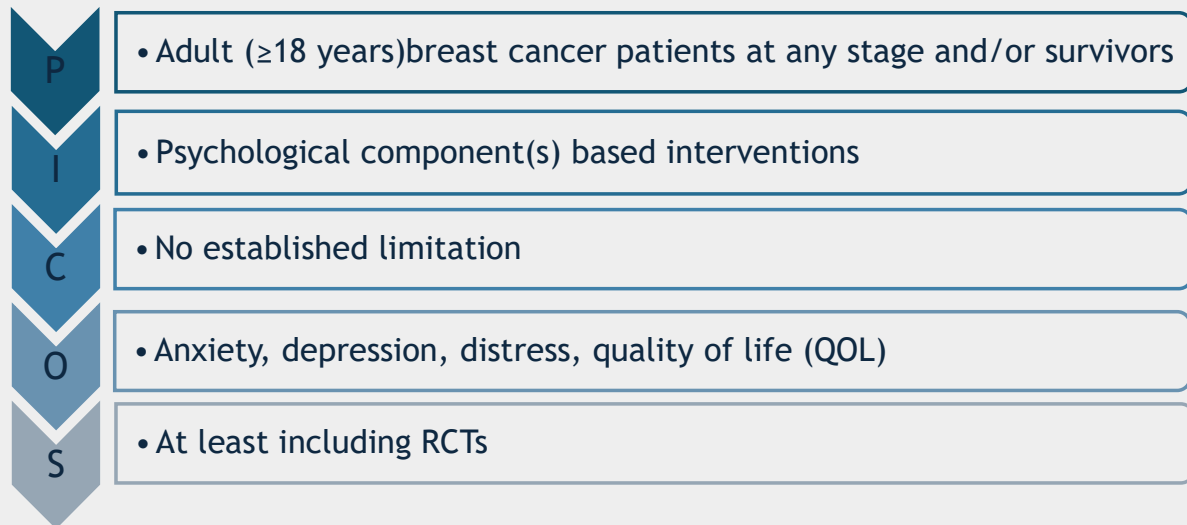 P
• Adult (≥18 years)breast cancer patients at any stage and/or survivors
I
• Psychological component(s) based interventions
C
• No established limitation
O
• Anxiety, depression, distress, quality of life (QOL)
S
• At least including RCTs